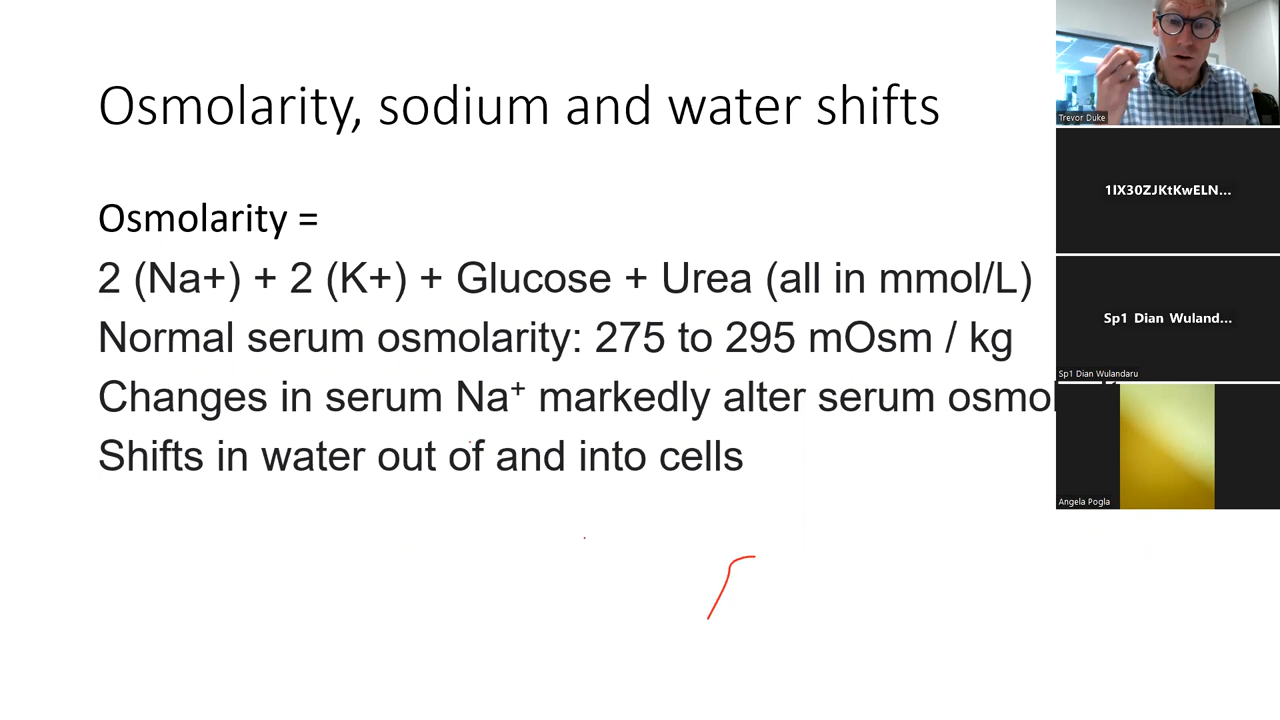 Osmolarity, sodium and water shifts
Osmolarity =
2 (Na+) + 2 (K+) + Glucose + Urea (all in mmol/L)
Normal serum osmolarity: 275 to 295 mOsm / kg
Changes in serum Na⁺ markedly alter serum
Shifts in water out of and into cells
Trevor Duke
1IX30ZJKtKwELN...
Sp1 Dian Wuland...
Sp1 Dian Wulandaru
Angela Pogla